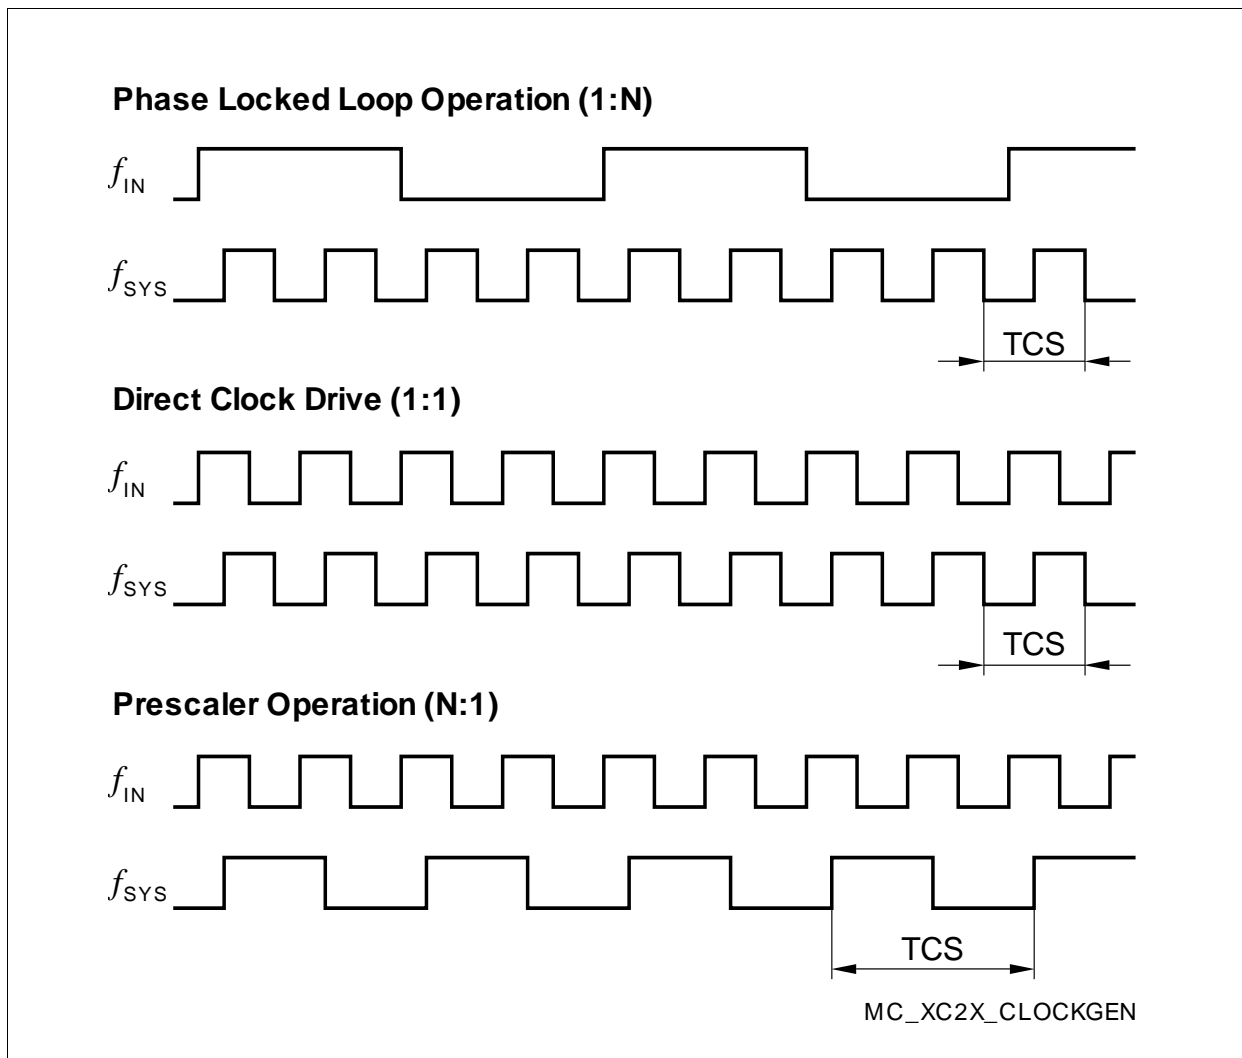 Phase Locked Loop Operation (1:N)
fIN
fSYS
TCS
Direct Clock Drive (1:1)
fIN
fSYS
TCS
Prescaler Operation (N:1)
fIN
fSYS
TCS
MC_XC2X_CLOCKGEN